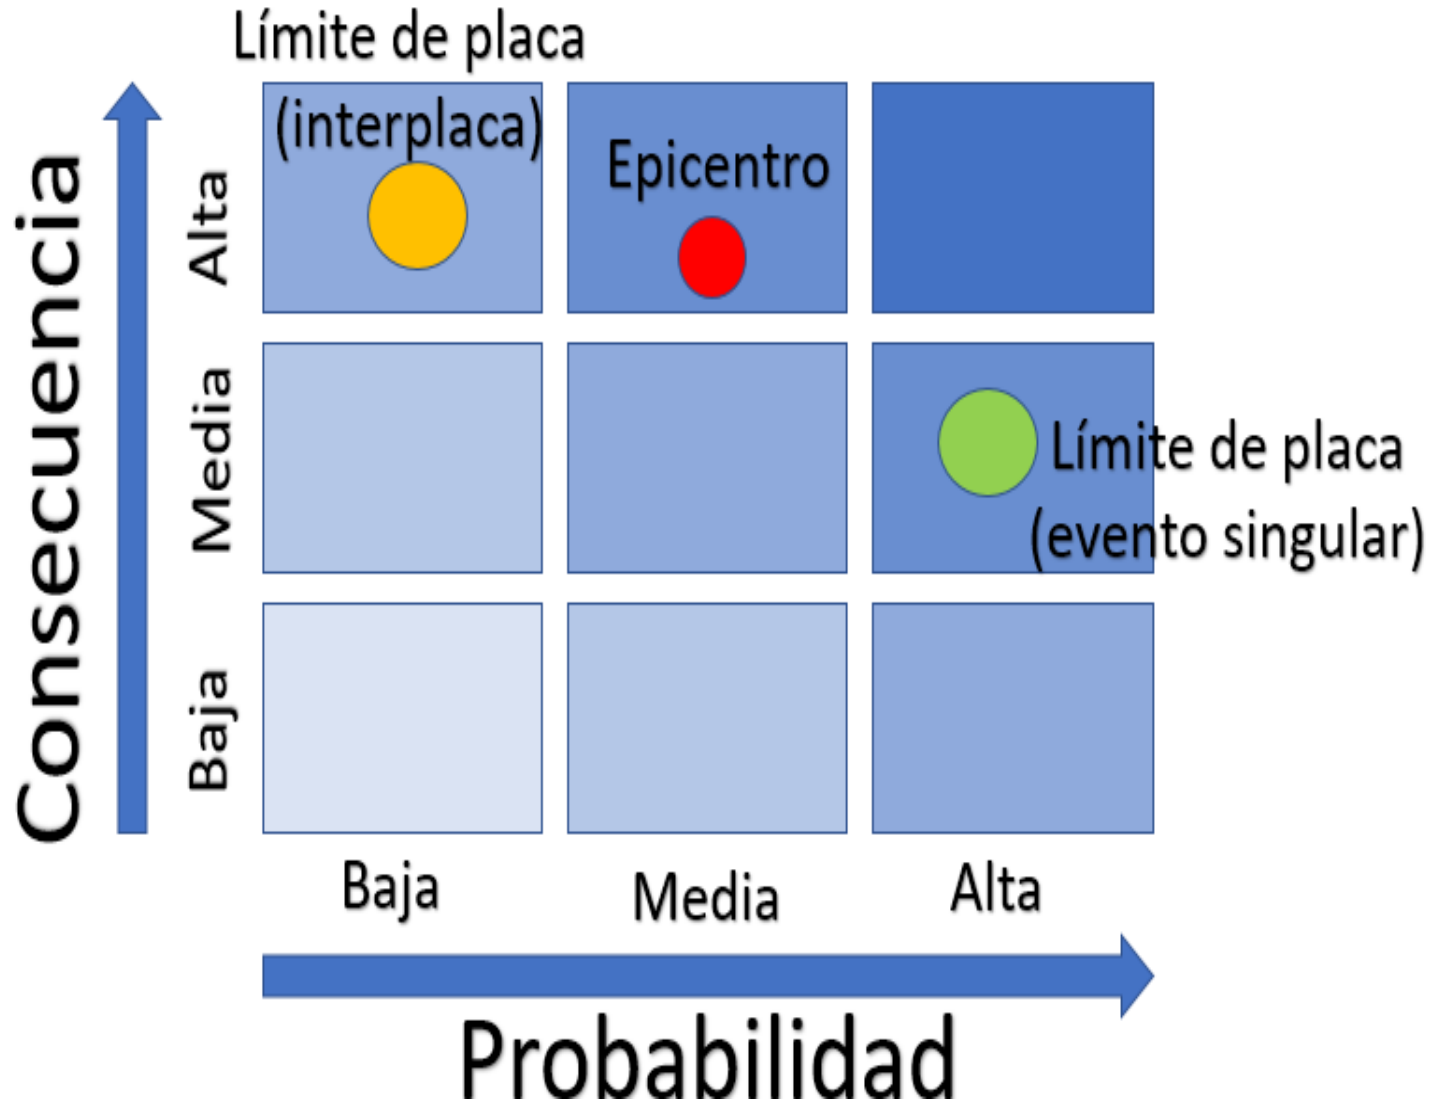 Límite de placa
(interplaca)
Epicentro
Consecuencia
Alta
Media
Baja
Límite de placa
(evento singular)
Baja
Media
Alta
Probabilidad